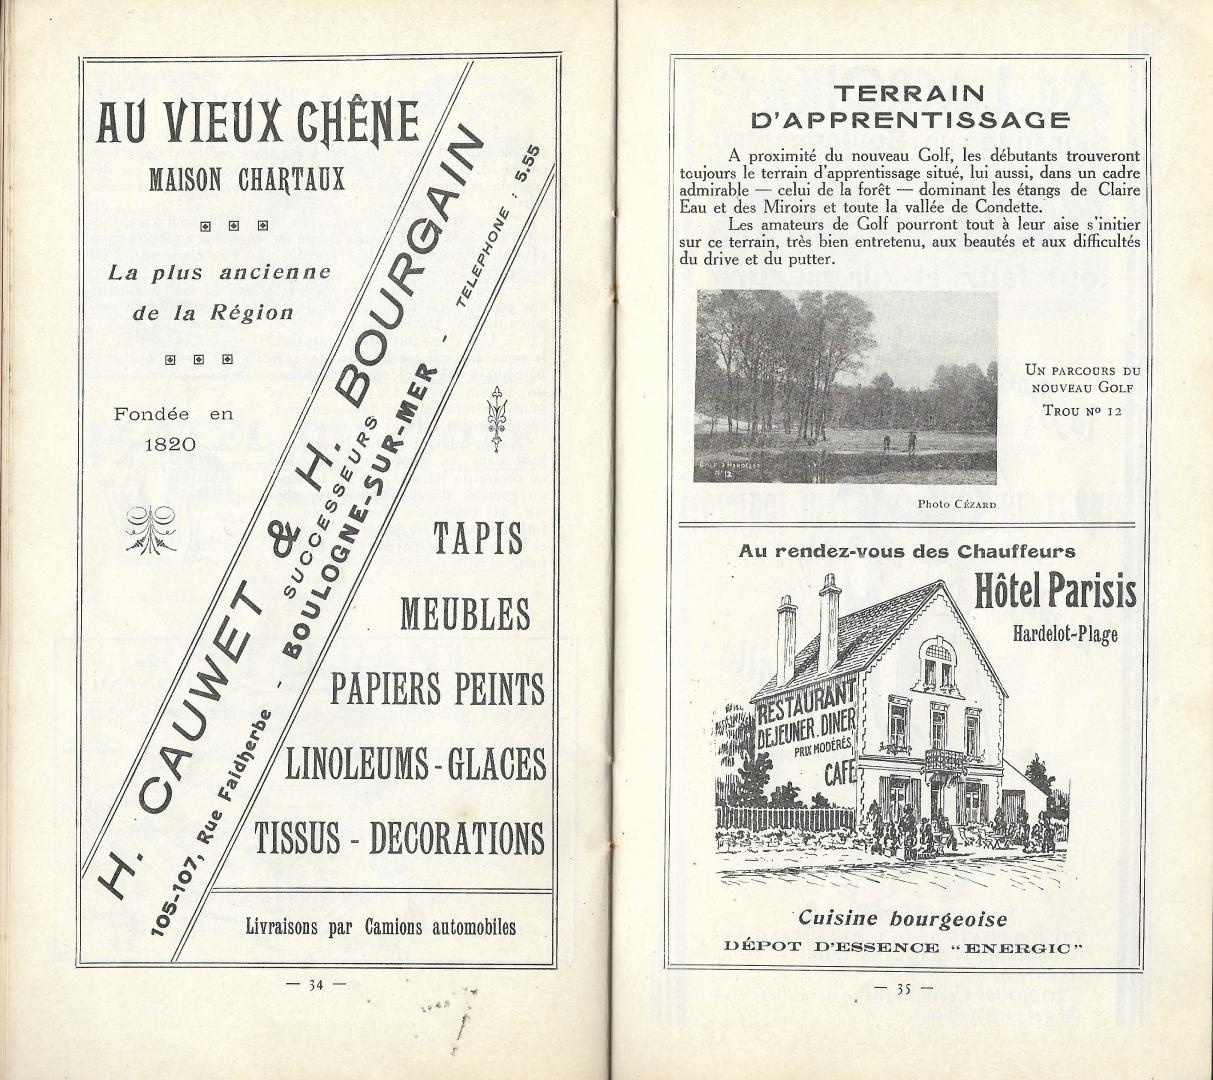 AU VIEUX CHÊNE
MAISON CHARTAUX
La plus ancienne
de la Région
Fondée en
1820
H. CAUWET & H. BOURGAIN
SUCCESSEURS
105-107, Rue Faidherbe - BOULOGNE-SUR-MER - TELEPHONE : 5.55
TAPIS
MEUBLES
PAPIERS PEINTS
LINOLEUMS - GLACES
TISSUS - DECORATIONS
Livraisons par Camions automobiles
— 34 —
TERRAIN
D'APPRENTISSAGE
A proximité du nouveau Golf, les débutants trouveront
toujours le terrain d'apprentissage situé, lui aussi, dans un cadre
admirable — celui de la forêt — dominant les étangs de Claire
Eau et des Miroirs et toute la vallée de Condette.
Les amateurs de Golf pourront tout à leur aise s'initier
sur ce terrain, très bien entretenu, aux beautés et aux difficultés
du drive et du putter.
GOLF D'HARDELOT
Nº 12
UN PARCOURS DU
NOUVEAU GOLF
TROU Nº 12
Photo CÉZARD
Au rendez-vous des Chauffeurs
Hôtel Parisis
Hardelot-Plage
RESTAURANT
DEJEUNER. DINER
PRIX MODÉRÉS
CAFE
Cuisine bourgeoise
DÉPOT D'ESSENCE "ENERGIC"
— 35 —